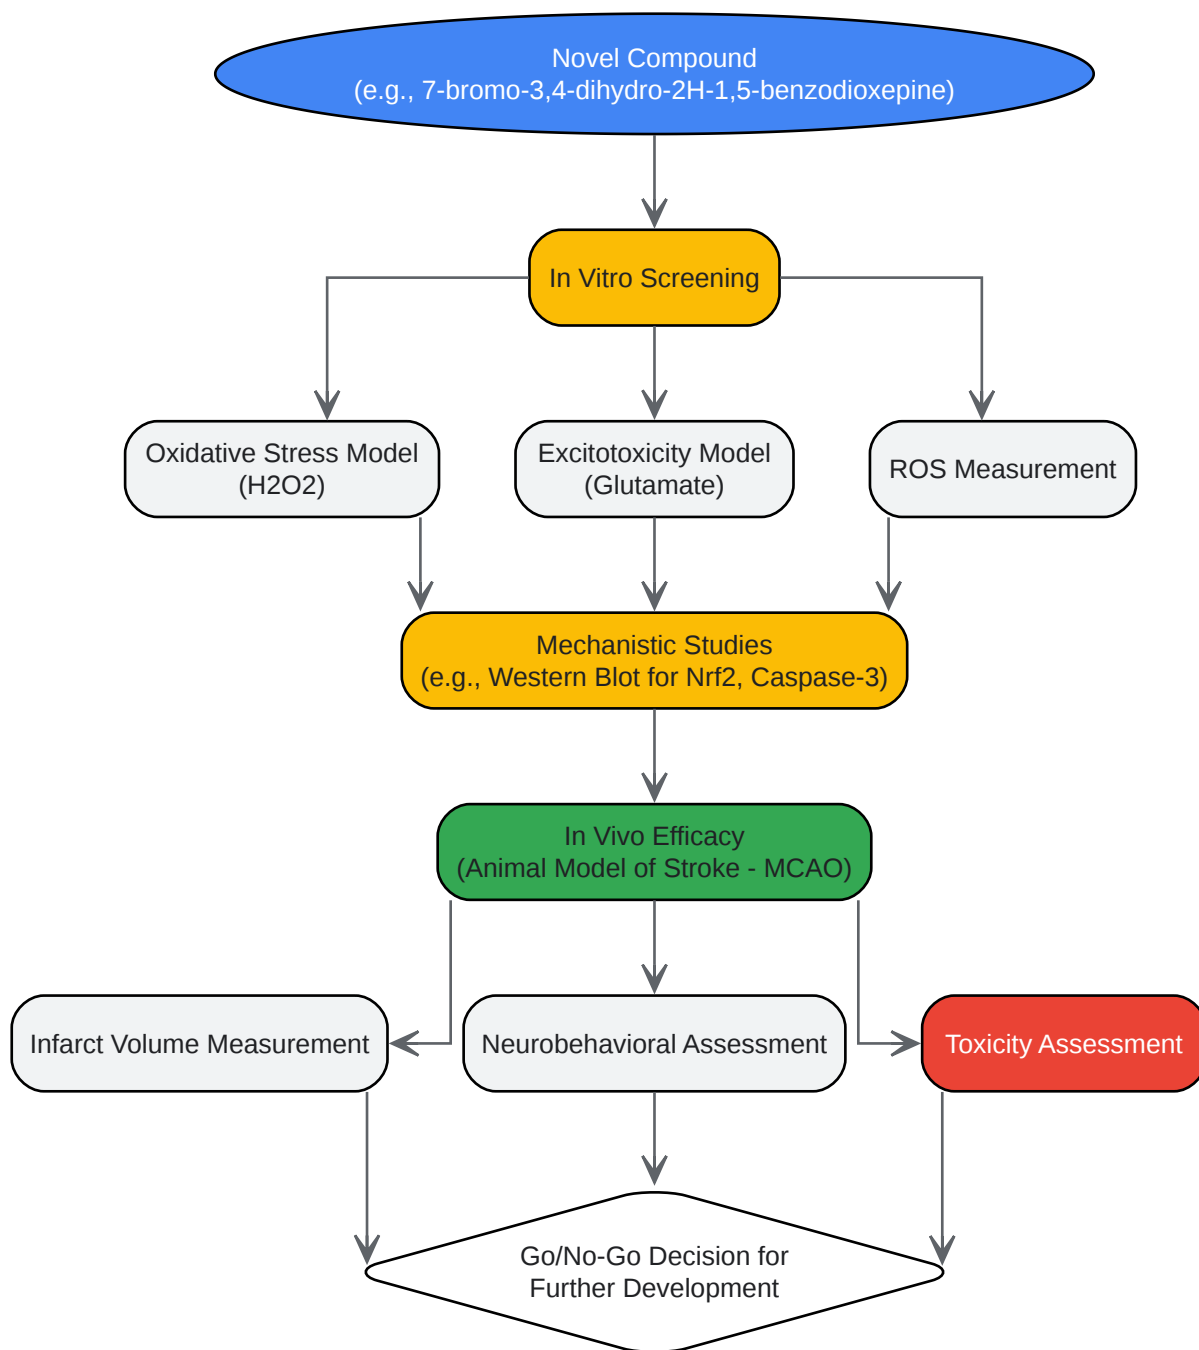 Novel Compound
(e.g., 7-bromo-3,4-dihydro-2H-1,5-benzodioxepine)
In Vitro Screening
Oxidative Stress Model
(H2O2)
Excitotoxicity Model
(Glutamate)
ROS Measurement
Mechanistic Studies
(e.g., Western Blot for Nrf2, Caspase-3)
In Vivo Efficacy
(Animal Model of Stroke - MCAO)
Infarct Volume Measurement
Neurobehavioral Assessment
Toxicity Assessment
Go/No-Go Decision for
Further Development